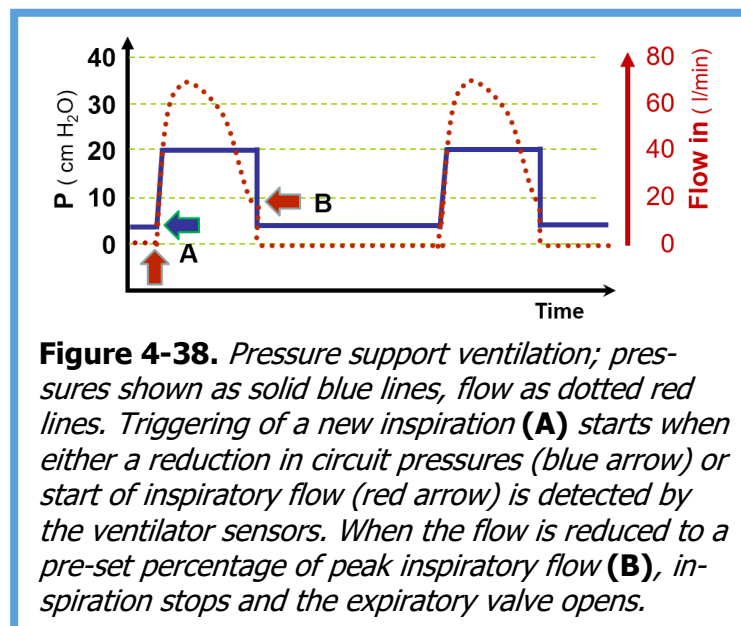 40
30
20
10
0
P ( cm H₂O )
80
60
40
20
0
Flow in ( l/min )
A
B
Time
Figure 4-38. Pressure support ventilation; pres-
sures shown as solid blue lines, flow as dotted red
lines. Triggering of a new inspiration (A) starts when
either a reduction in circuit pressures (blue arrow) or
start of inspiratory flow (red arrow) is detected by
the ventilator sensors. When the flow is reduced to a
pre-set percentage of peak inspiratory flow (B), in-
spiration stops and the expiratory valve opens.